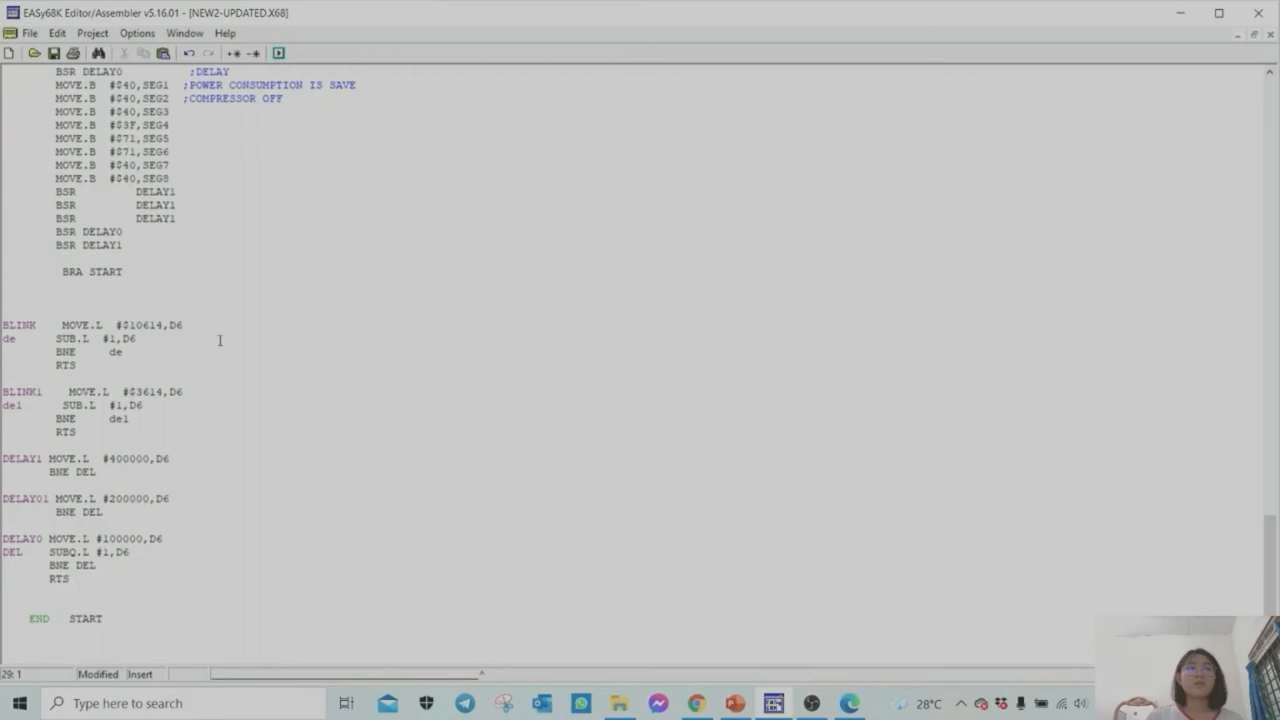 EASy68K Editor/Assembler v5.16.01 - [NEW2-UPDATED.X68]
File Edit Project Options Window Help
BSR DELAY0 ;DELAY
MOVE.B #$40,SEG1 ;POWER CONSUMPTION IS SAVE
MOVE.B #$40,SEG2 ;COMPRESSOR OFF
MOVE.B #$40,SEG3
MOVE.B #$3F,SEG4
MOVE.B #$71,SEG5
MOVE.B #$71,SEG6
MOVE.B #$40,SEG7
MOVE.B #$40,SEG8
BSR DELAY1
BSR DELAY1
BSR DELAY1
BSR DELAY0
BSR DELAY1
BRA START
BLINK MOVE.L #$10614,D6
de SUB.L #1,D6
BNE de
RTS
BLINK1 MOVE.L #$3614,D6
de1 SUB.L #1,D6
BNE de1
RTS
DELAY1 MOVE.L #400000,D6
BNE DEL
DELAY01 MOVE.L #200000,D6
BNE DEL
DELAY0 MOVE.L #100000,D6
DEL SUBQ.L #1,D6
BNE DEL
RTS
END START
29: 1 Modified Insert
Type here to search 28°C